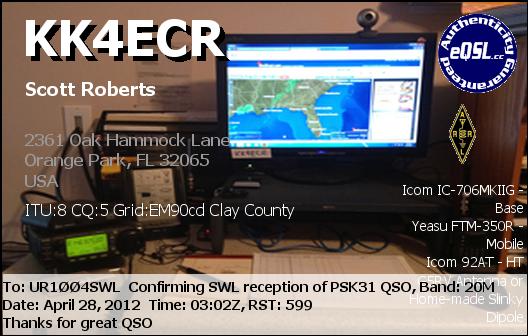 KK4ECR
Authenticity
eQSL.cc
Guaranteed
Scott Roberts
2361 Oak Hammock Lane
Orange Park, FL 32065
USA
KK4ECR
ARRL
ITU:8 CQ:5 Grid:EM90cd Clay County
Icom IC-706MKIIG -
Base
Yeasu FTM-350R -
Mobile
Icom 92AT - HT
G5RV Antenna or
Home-made Slinky
Dipole
To: UR1ØØ4SWL Confirming SWL reception of PSK31 QSO, Band: 20M
Date: April 28, 2012 Time: 03:02Z, RST: 599
Thanks for great QSO